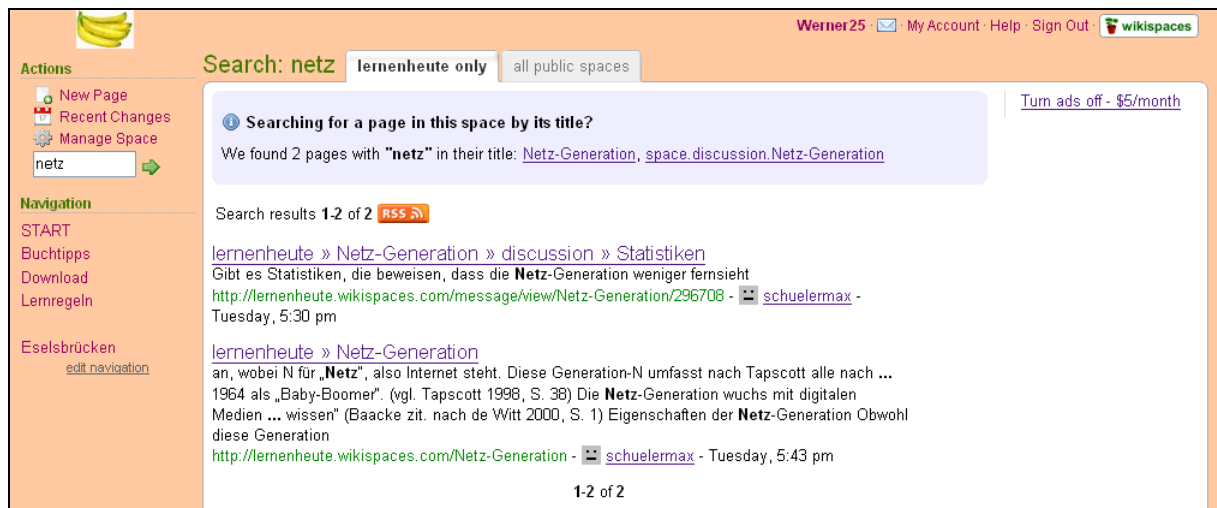 Werner25 · My Account · Help · Sign Out · wikispaces
Actions
New Page
Recent Changes
Manage Space
netz
Navigation
START
Buchtipps
Download
Lernregeln
Eselsbrücken
edit navigation
Search: netz lernenheute only all public spaces
Turn ads off - $5/month
Searching for a page in this space by its title?
We found 2 pages with "netz" in their title: Netz-Generation, space.discussion.Netz-Generation
Search results 1-2 of 2 RSS
lernenheute » Netz-Generation » discussion » Statistiken
Gibt es Statistiken, die beweisen, dass die Netz-Generation weniger fernsieht
http://lernenheute.wikispaces.com/message/view/Netz-Generation/296708 - schuelermax -
Tuesday, 5:30 pm
lernenheute » Netz-Generation
an, wobei N für „Netz", also Internet steht. Diese Generation-N umfasst nach Tapscott alle nach ...
1964 als „Baby-Boomer". (vgl. Tapscott 1998, S. 38) Die Netz-Generation wuchs mit digitalen
Medien ... wissen" (Baacke zit. nach de Witt 2000, S. 1) Eigenschaften der Netz-Generation Obwohl
diese Generation
http://lernenheute.wikispaces.com/Netz-Generation - schuelermax - Tuesday, 5:43 pm
1-2 of 2